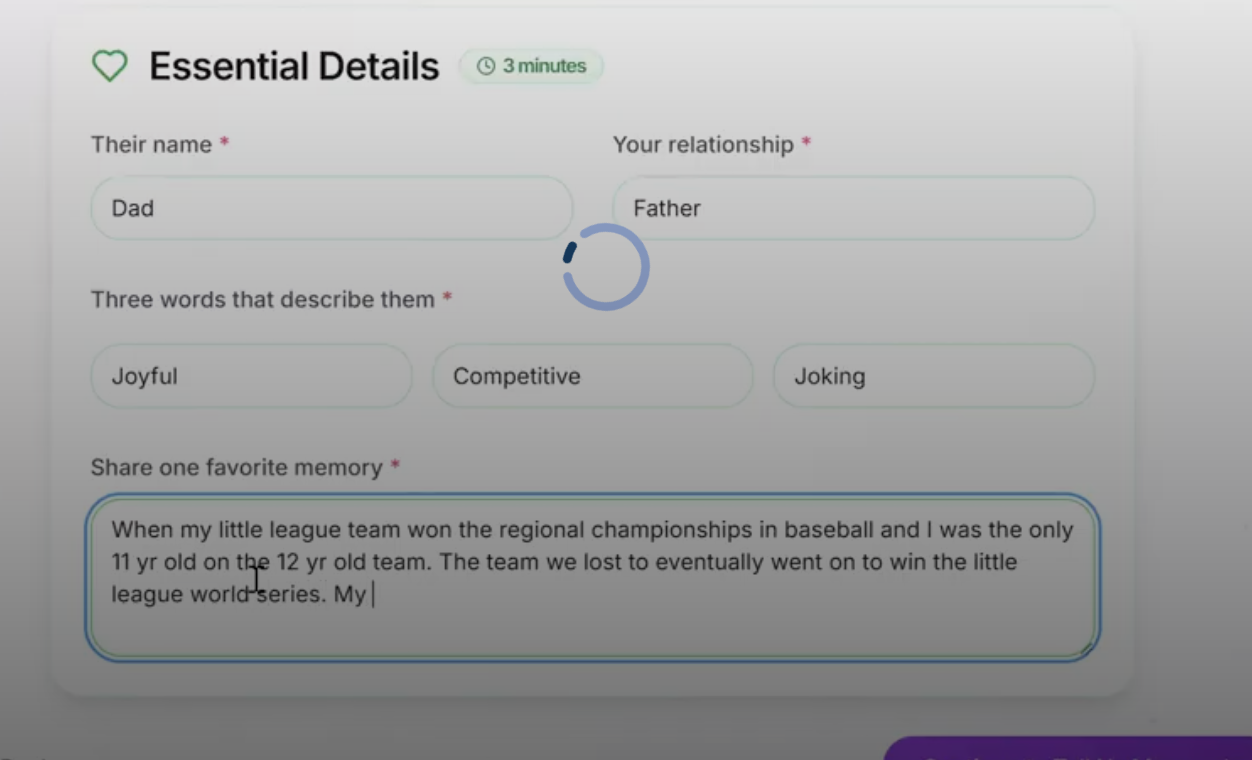 Essential Details
3 minutes
Their name *
Your relationship *
Dad
Father
Three words that describe them *
Joyful
Competitive
Joking
Share one favorite memory *
When my little league team won the regional championships in baseball and I was the only
11 yr old on the 12 yr old team. The team we lost to eventually went on to win the little
league world series. My